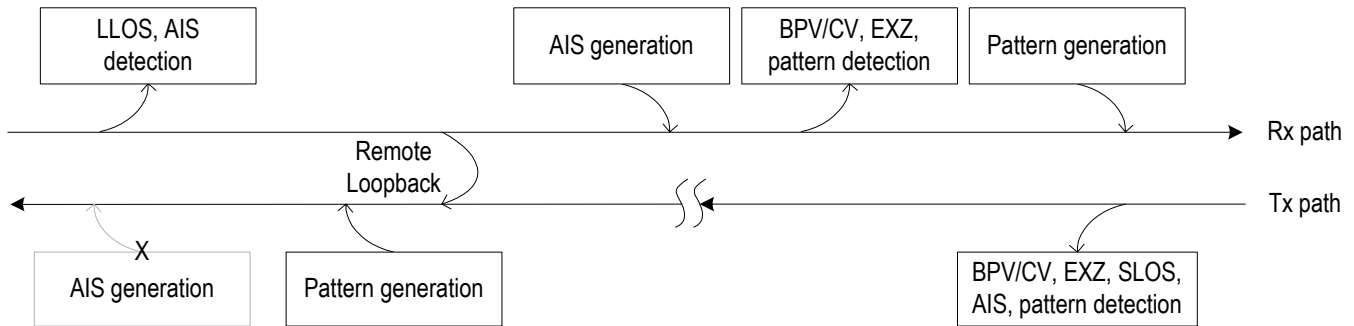 LLOS, AIS
detection
AIS generation
BPV/CV, EXZ,
pattern detection
Pattern generation
Rx path
Remote
Loopback
Tx path
X
AIS generation
Pattern generation
BPV/CV, EXZ, SLOS,
AIS, pattern detection